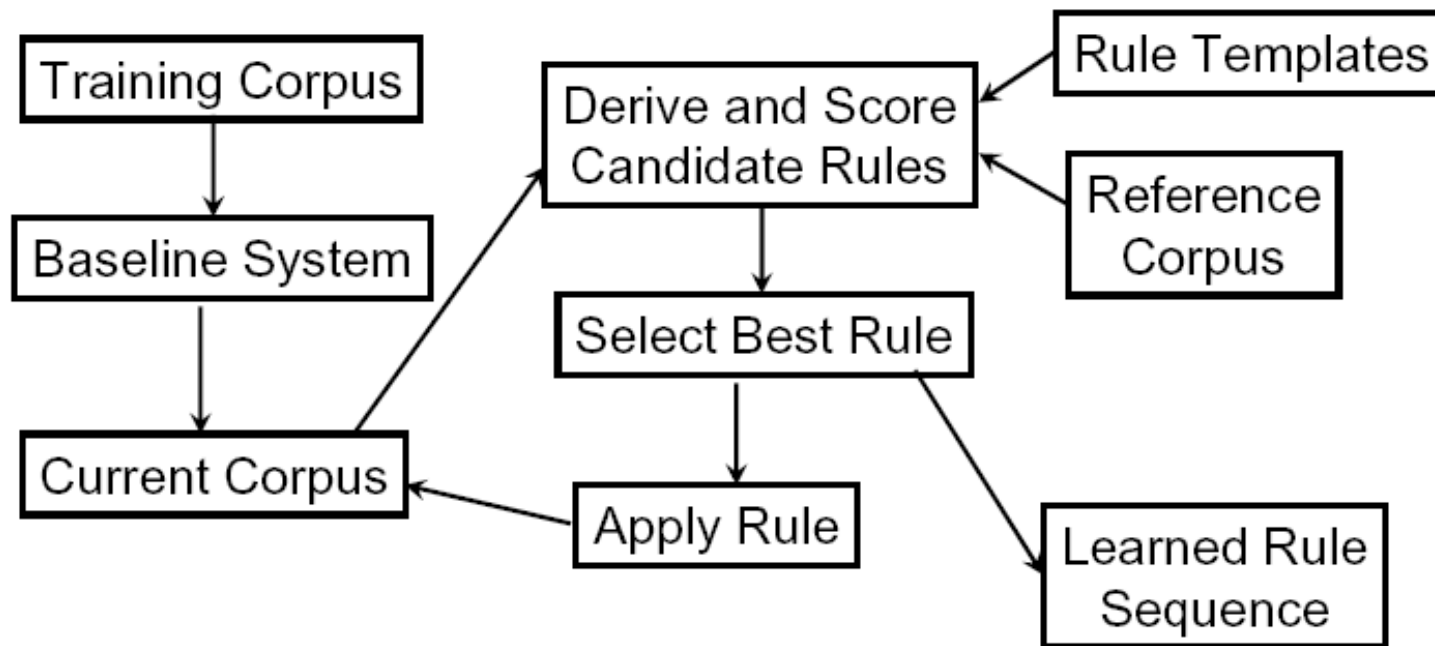 Training Corpus
Baseline System
Current Corpus
Derive and Score
Candidate Rules
Select Best Rule
Apply Rule
Rule Templates
Reference
Corpus
Learned Rule
Sequence